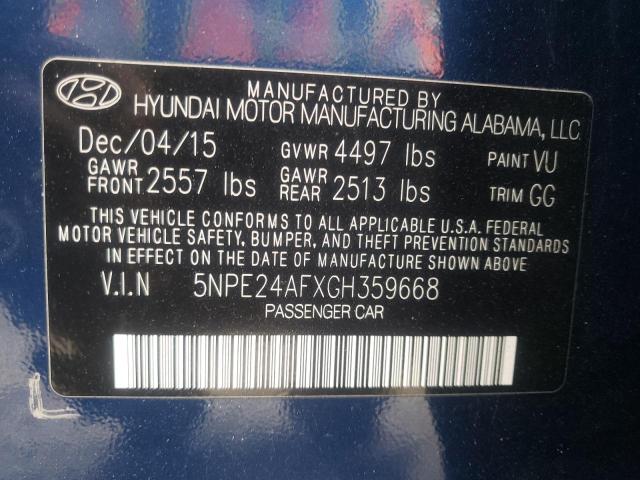 MANUFACTURED BY
HYUNDAI MOTOR MANUFACTURING ALABAMA, LLC
Dec/04/15 GVWR 4497 lbs PAINT VU
GAWR FRONT 2557 lbs GAWR REAR 2513 lbs TRIM GG
THIS VEHICLE CONFORMS TO ALL APPLICABLE U.S.A. FEDERAL
MOTOR VEHICLE SAFETY, BUMPER, AND THEFT PREVENTION STANDARDS
IN EFFECT ON THE DATE OF MANUFACTURE SHOWN ABOVE.
V.I.N 5NPE24AFXGH359668
PASSENGER CAR